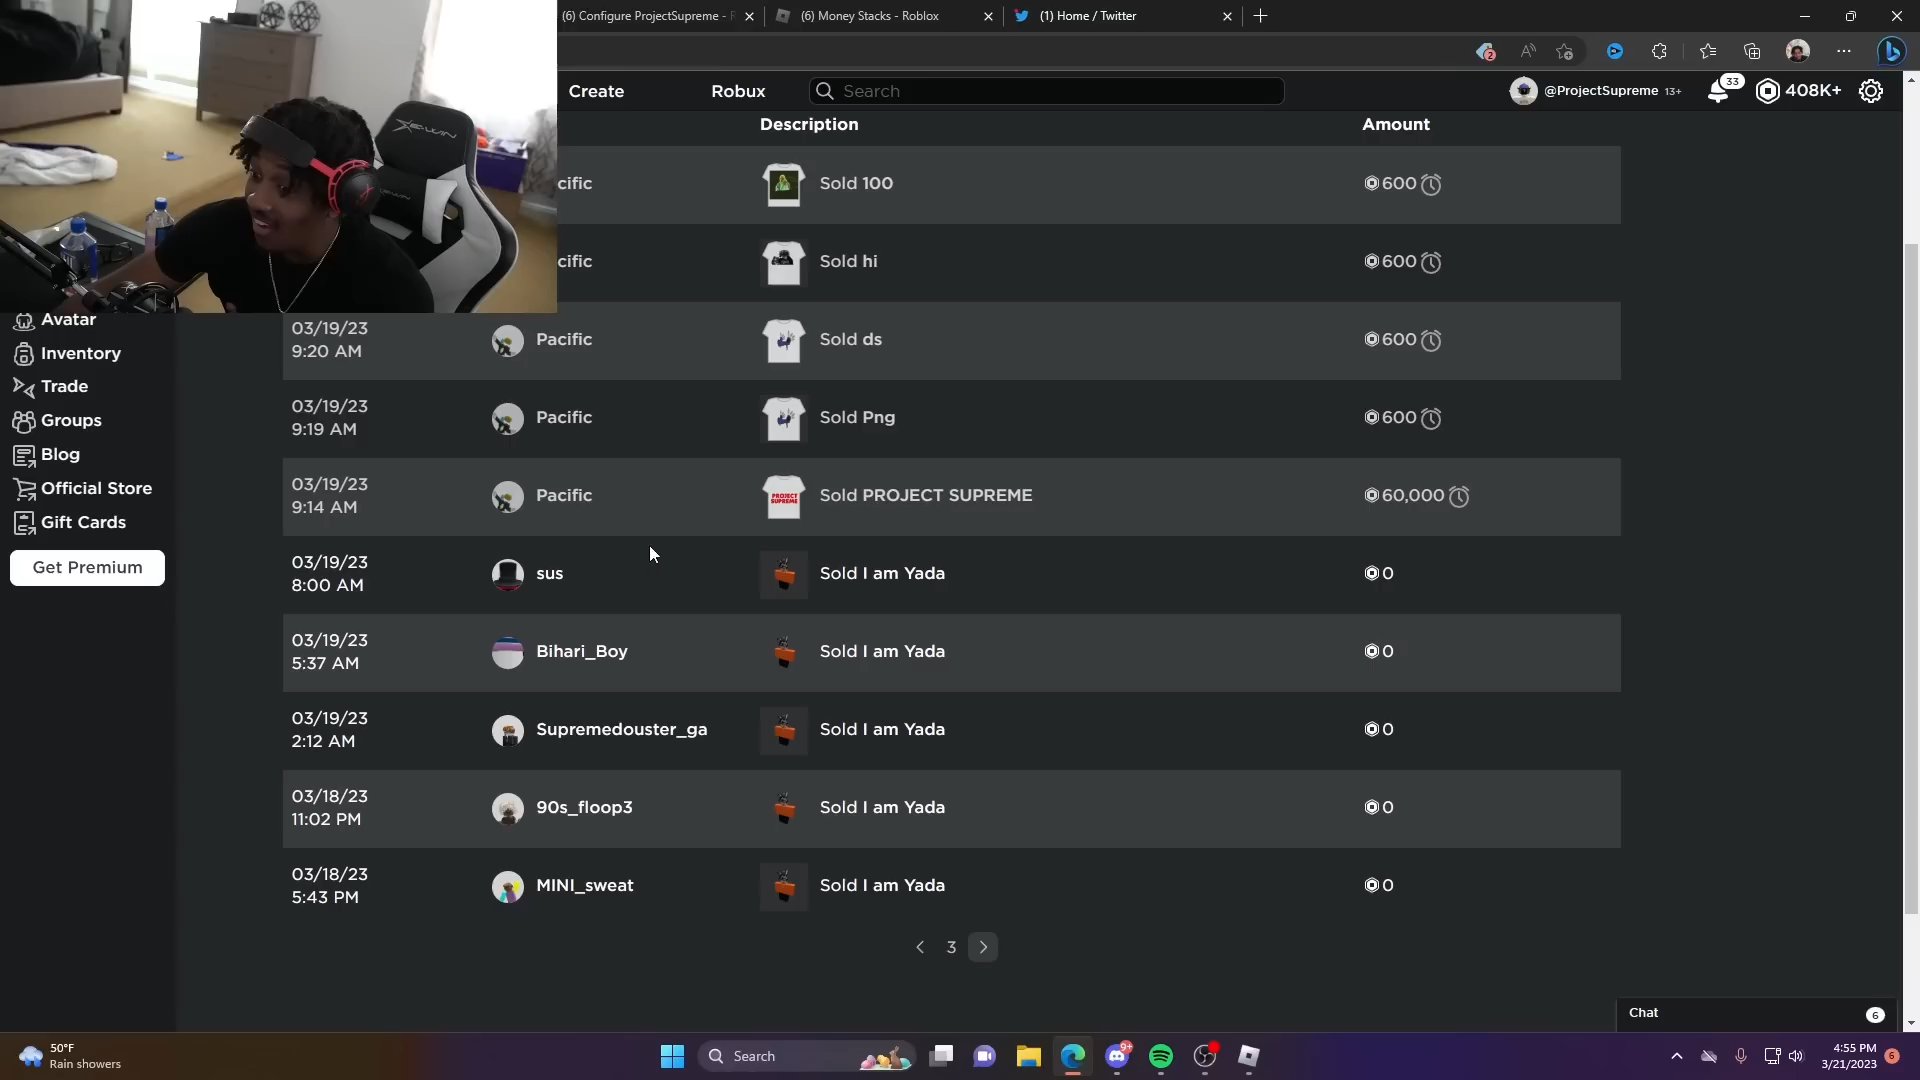 (6) Configure ProjectSupreme -
(6) Money Stacks - Roblox
(1) Home / Twitter
Create
Robux
Search
@ProjectSupreme 13+
33
408K+
Description
Amount
cific
Sold 100
600
cific
Sold hi
600
Avatar
Inventory
Trade
Groups
Blog
Official Store
Gift Cards
Get Premium
03/19/23
9:20 AM
Pacific
Sold ds
600
03/19/23
9:19 AM
Pacific
Sold Png
600
03/19/23
9:14 AM
Pacific
PROJECT
SUPREME
Sold PROJECT SUPREME
60,000
03/19/23
8:00 AM
sus
Sold I am Yada
0
03/19/23
5:37 AM
Bihari_Boy
Sold I am Yada
0
03/19/23
2:12 AM
Supremedouster_ga
Sold I am Yada
0
03/18/23
11:02 PM
90s_floop3
Sold I am Yada
0
03/18/23
5:43 PM
MINI_sweat
Sold I am Yada
0
3
Chat
6
50°F
Rain showers
Search
9+
4:55 PM
3/21/2023
6